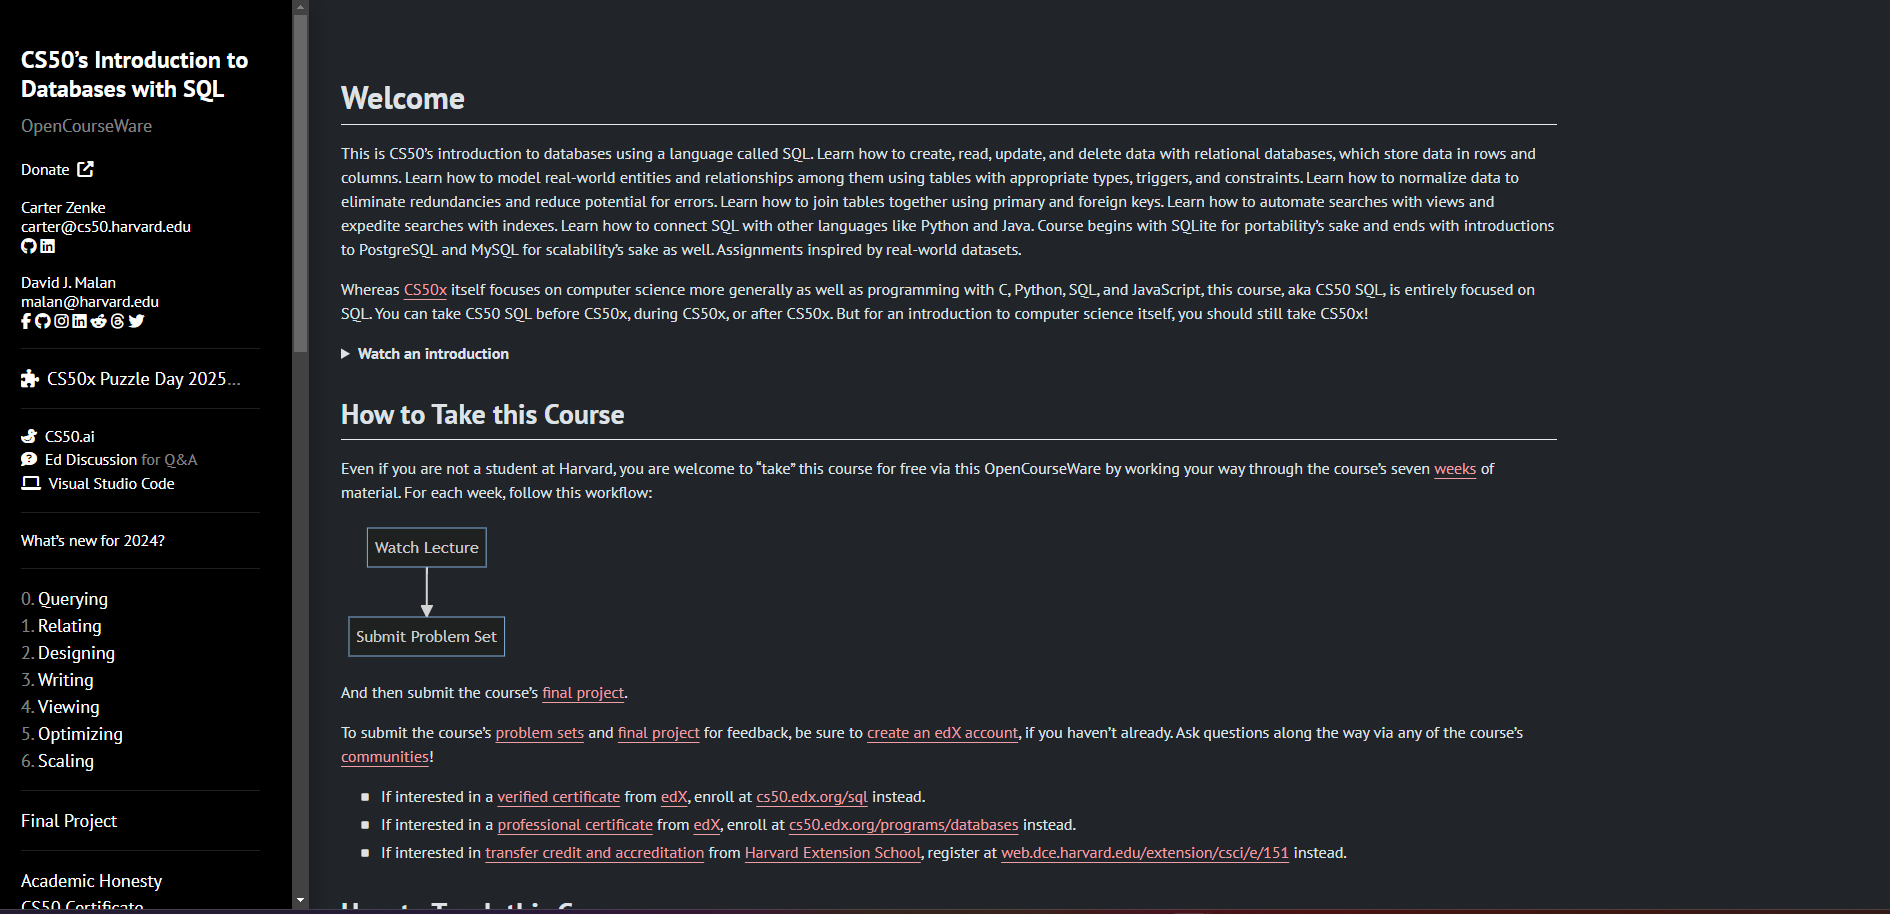 CS50’s Introduction to
Databases with SQL
OpenCourseWare
Donate
Carter Zenke
carter@cs50.harvard.edu
David J. Malan
malan@harvard.edu
CS50x Puzzle Day 2025...
CS50.ai
Ed Discussion for Q&A
Visual Studio Code
What’s new for 2024?
0. Querying
1. Relating
2. Designing
3. Writing
4. Viewing
5. Optimizing
6. Scaling
Final Project
Academic Honesty
CS50 Certificate
Welcome
This is CS50’s introduction to databases using a language called SQL. Learn how to create, read, update, and delete data with relational databases, which store data in rows and
columns. Learn how to model real-world entities and relationships among them using tables with appropriate types, triggers, and constraints. Learn how to normalize data to
eliminate redundancies and reduce potential for errors. Learn how to join tables together using primary and foreign keys. Learn how to automate searches with views and
expedite searches with indexes. Learn how to connect SQL with other languages like Python and Java. Course begins with SQLite for portability’s sake and ends with introductions
to PostgreSQL and MySQL for scalability’s sake as well. Assignments inspired by real-world datasets.
Whereas CS50x itself focuses on computer science more generally as well as programming with C, Python, SQL, and JavaScript, this course, aka CS50 SQL, is entirely focused on
SQL. You can take CS50 SQL before CS50x, during CS50x, or after CS50x. But for an introduction to computer science itself, you should still take CS50x!
Watch an introduction
How to Take this Course
Even if you are not a student at Harvard, you are welcome to “take” this course for free via this OpenCourseWare by working your way through the course’s seven weeks of
material. For each week, follow this workflow:
Watch Lecture
Submit Problem Set
And then submit the course’s final project.
To submit the course’s problem sets and final project for feedback, be sure to create an edX account, if you haven’t already. Ask questions along the way via any of the course’s
communities!
If interested in a verified certificate from edX, enroll at cs50.edx.org/sql instead.
If interested in a professional certificate from edX, enroll at cs50.edx.org/programs/databases instead.
If interested in transfer credit and accreditation from Harvard Extension School, register at web.dce.harvard.edu/extension/csci/e/151 instead.